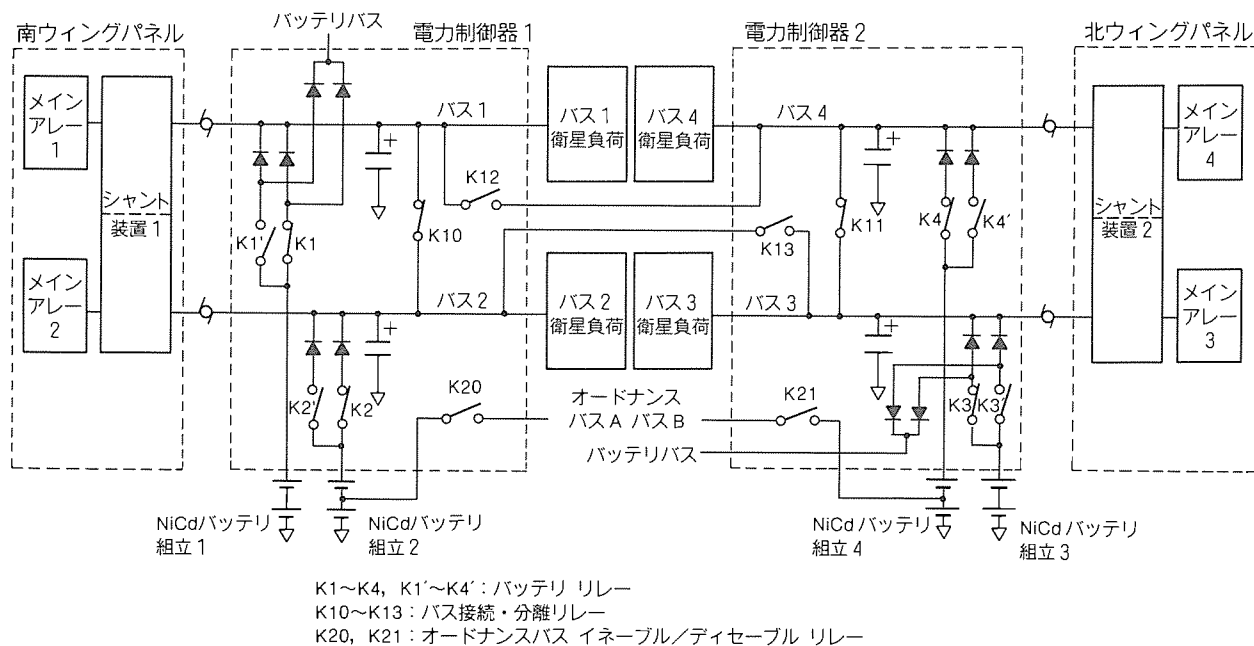 バッテリバス
南ウィングパネル
電力制御器1
電力制御器2
北ウィングパネル
メイン
アレー
1
バス1
バス1
衛星負荷
バス4
衛星負荷
バス4
メイン
アレー
4
シャント
装置1
K12
K1'
K1
K10
K13
K11
K4
K4'
シャント
装置2
メイン
アレー
2
バス2
バス2
衛星負荷
バス3
衛星負荷
バス3
メイン
アレー
3
K2'
K2
K20
オードナンス
バスA バスB
K21
K3
K3'
バッテリバス
NiCdバッテリ
組立1
NiCdバッテリ
組立2
NiCdバッテリ
組立4
NiCdバッテリ
組立3
K1~K4, K1′~K4′:バッテリ リレー
K10~K13:バス接続・分離リレー
K20, K21:オードナンスバス イネーブル/ディセーブル リレー